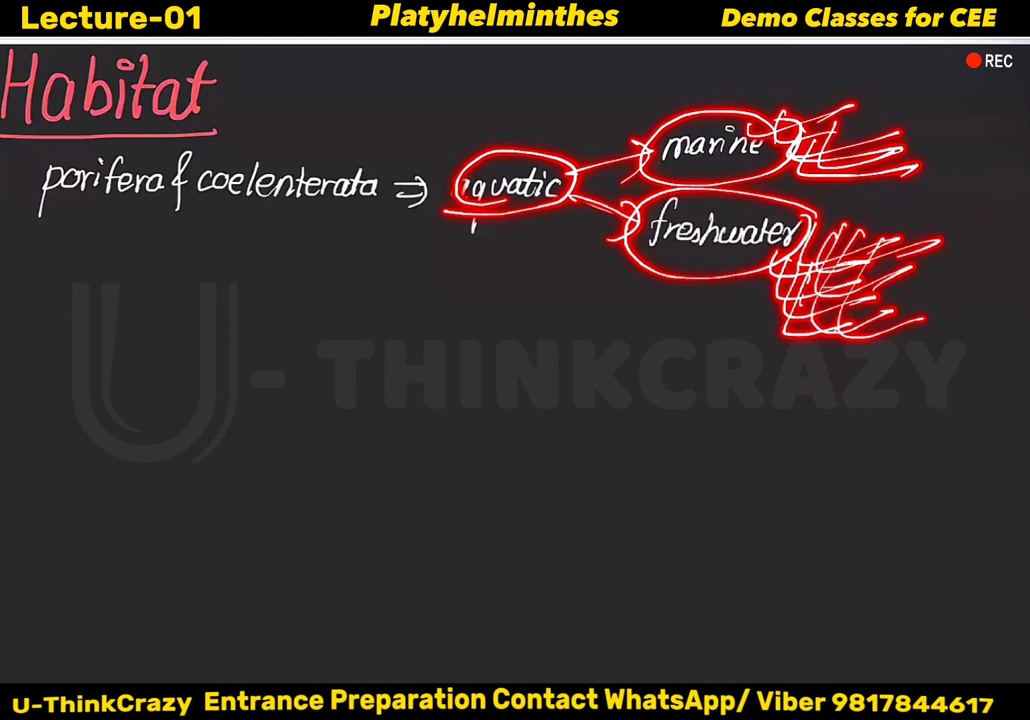 Lecture-01 Platyhelminthes Demo Classes for CEE
REC
Habitat
porifera & coelenterata ⇒ aquatic
marine
freshwater
U - THINKCRAZY
U-ThinkCrazy Entrance Preparation Contact WhatsApp/ Viber 9817844617